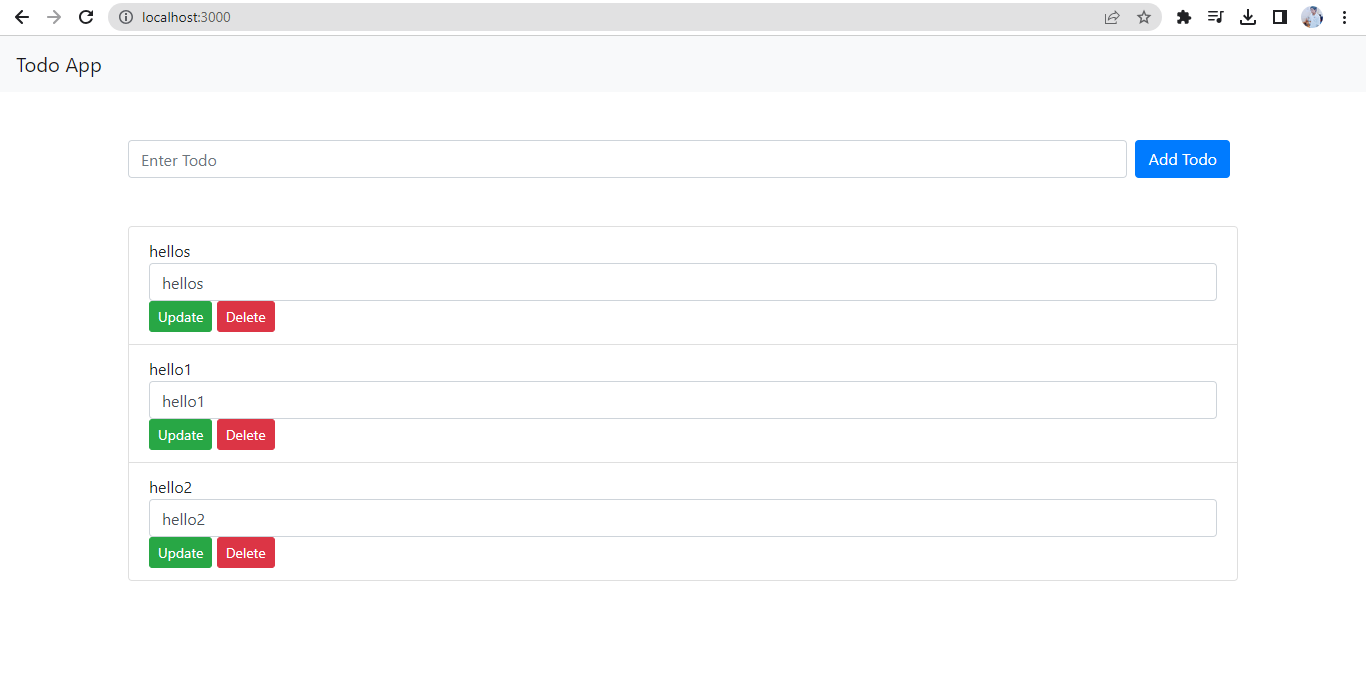 localhost:3000
Todo App
Enter Todo Add Todo
hellos
hellos
Update Delete
hello1
hello1
Update Delete
hello2
hello2
Update Delete